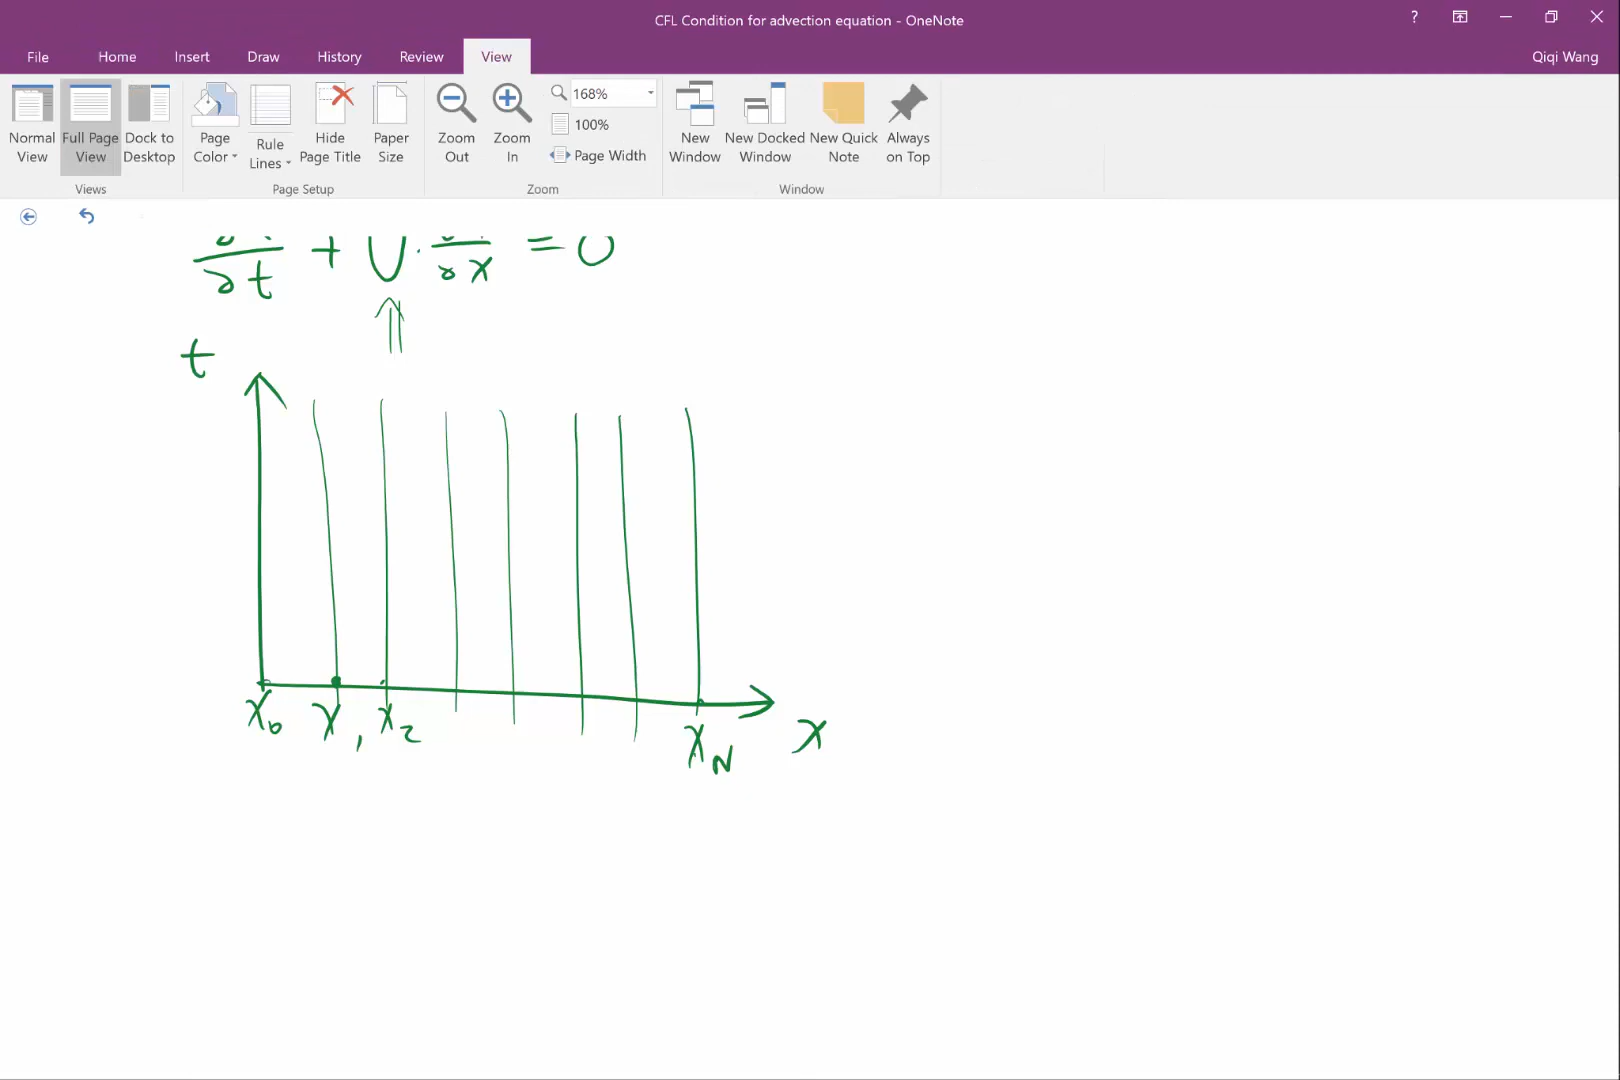 CFL Condition for advection equation - OneNote
?
File Home Insert Draw History Review View
Qiqi Wang
Normal View
Full Page View
Dock to Desktop
Page Color
Rule Lines
Hide Page Title
Paper Size
Zoom Out
Zoom In
168%
100%
Page Width
New Window
New Docked Window
New Quick Note
Always on Top
Views
Page Setup
Zoom
Window
∂t + U · ∂x = 0
t
x₀ x₁ x₂ x_N x